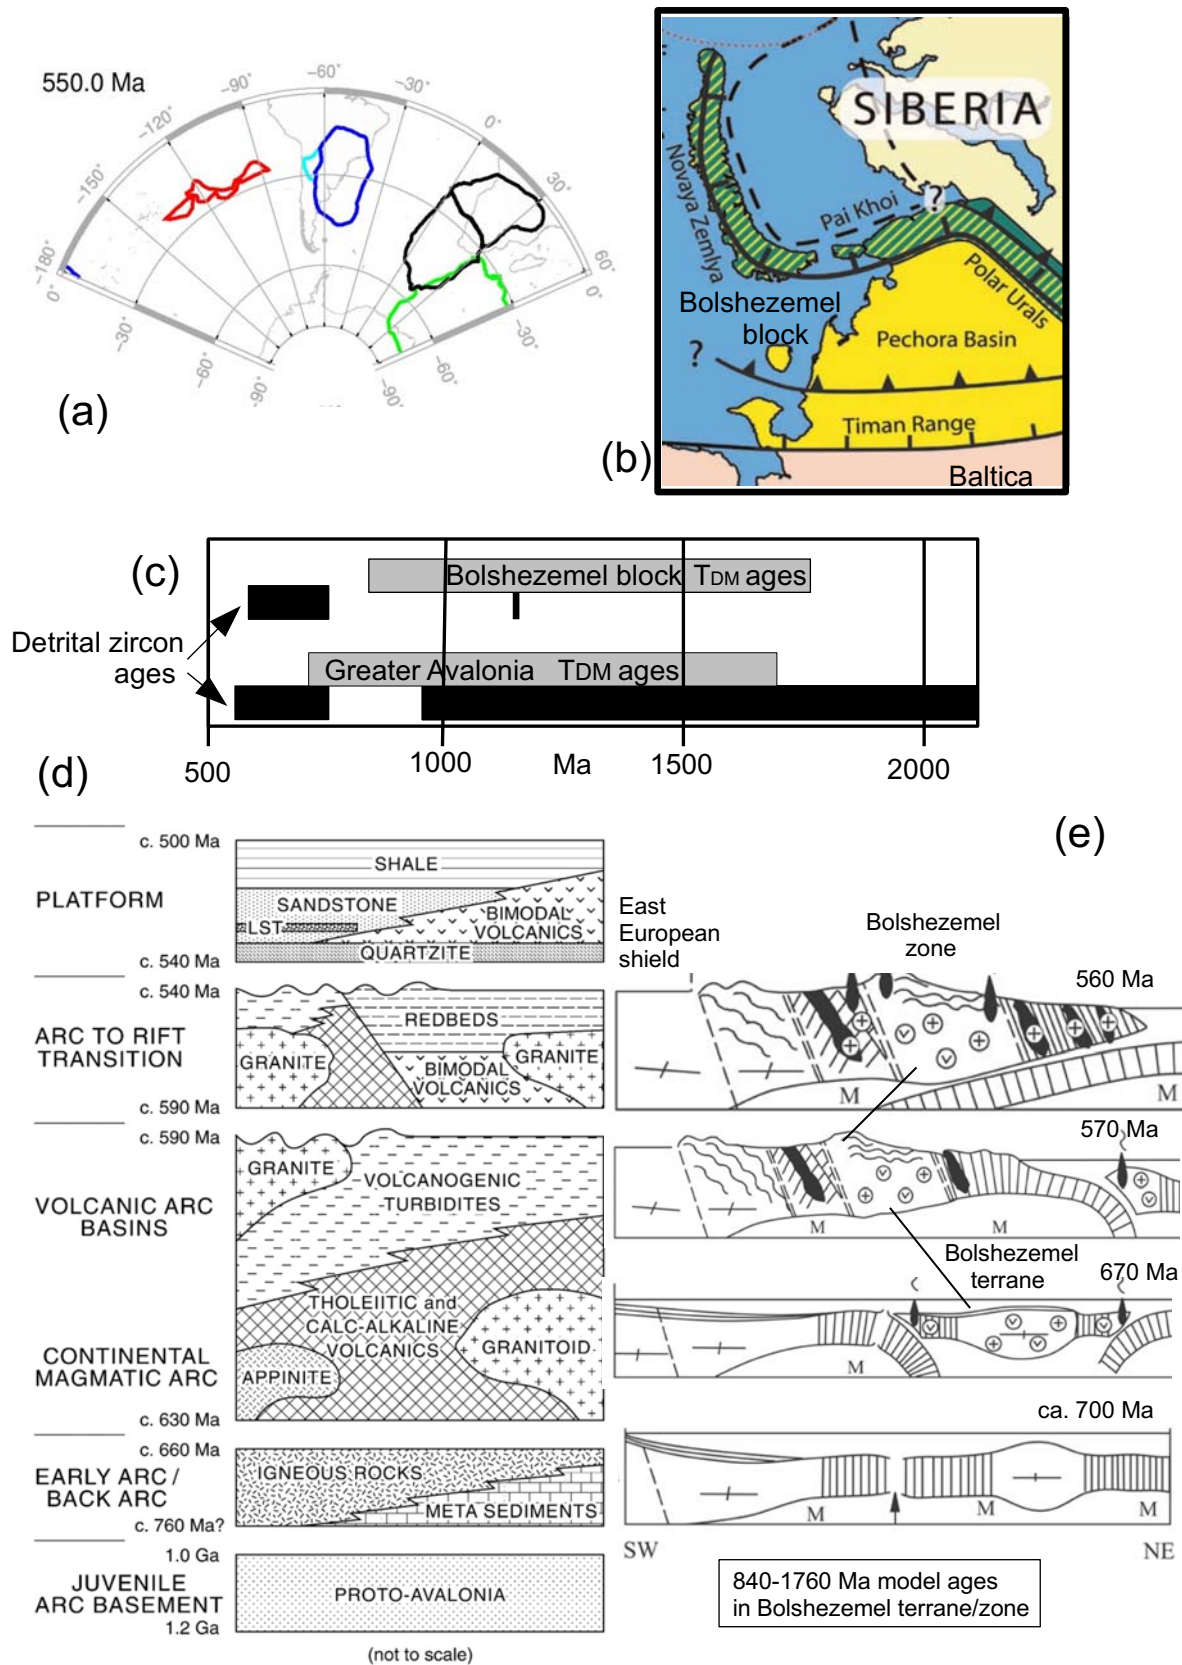 550.0 Ma
−180°
−150°
−120°
−90°
−60°
−30°
0°
30°
60°
0°
−30°
−60°
−90°
0°
−30°
−60°
−90°
(a)
SIBERIA
Novaya Zemlya
Pai Khoi
?
Polar Urals
Bolshezemel
block
?
Pechora Basin
Timan Range
Baltica
(b)
(c)
Bolshezemel block TDM ages
Detrital zircon
ages
Greater Avalonia TDM ages
500
1000
Ma
1500
2000
(d)
c. 500 Ma
PLATFORM
SHALE
SANDSTONE
LST
BIMODAL
VOLCANICS
QUARTZITE
c. 540 Ma
c. 540 Ma
ARC TO RIFT
TRANSITION
REDBEDS
GRANITE
GRANITE
BIMODAL
VOLCANICS
c. 590 Ma
c. 590 Ma
GRANITE
VOLCANIC ARC
BASINS
VOLCANOGENIC
TURBIDITES
THOLEIITIC and
CALC-ALKALINE
VOLCANICS
GRANITOID
CONTINENTAL
MAGMATIC ARC
APPINITE
c. 630 Ma
c. 660 Ma
EARLY ARC /
BACK ARC
IGNEOUS ROCKS
META SEDIMENTS
c. 760 Ma?
1.0 Ga
JUVENILE
ARC BASEMENT
PROTO-AVALONIA
1.2 Ga
(not to scale)
(e)
East
European
shield
Bolshezemel
zone
560 Ma
M
M
570 Ma
M
M
Bolshezemel
terrane
670 Ma
M
ca. 700 Ma
M
M
M
SW
NE
840-1760 Ma model ages
in Bolshezemel terrane/zone